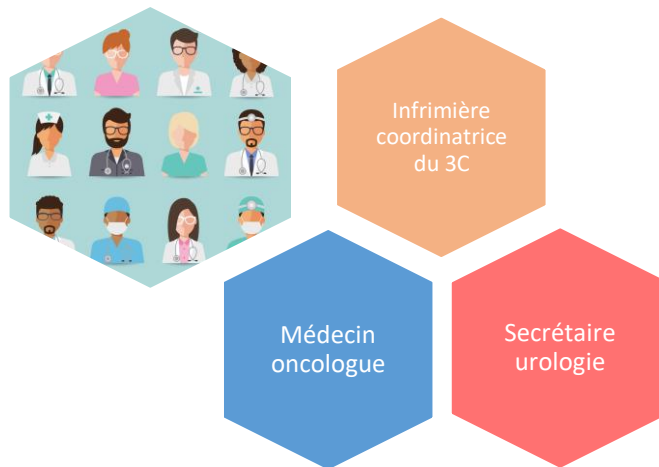 Infrimière
coordinatrice
du 3C
Médecin
oncologue
Secrétaire
urologie